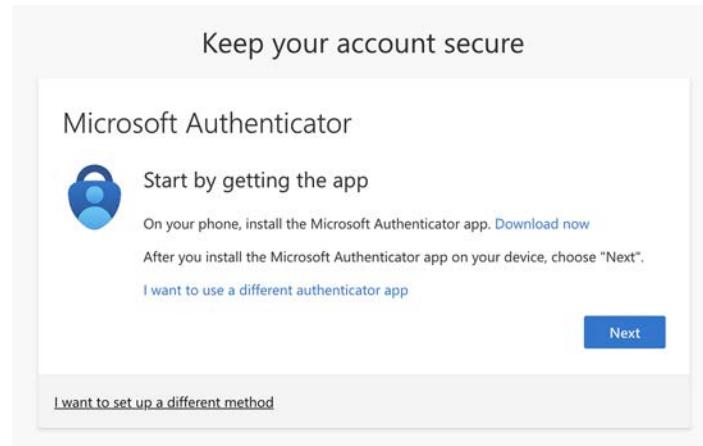 Keep your account secure
Microsoft Authenticator
Start by getting the app
On your phone, install the Microsoft Authenticator app. Download now
After you install the Microsoft Authenticator app on your device, choose "Next".
I want to use a different authenticator app
Next
I want to set up a different method